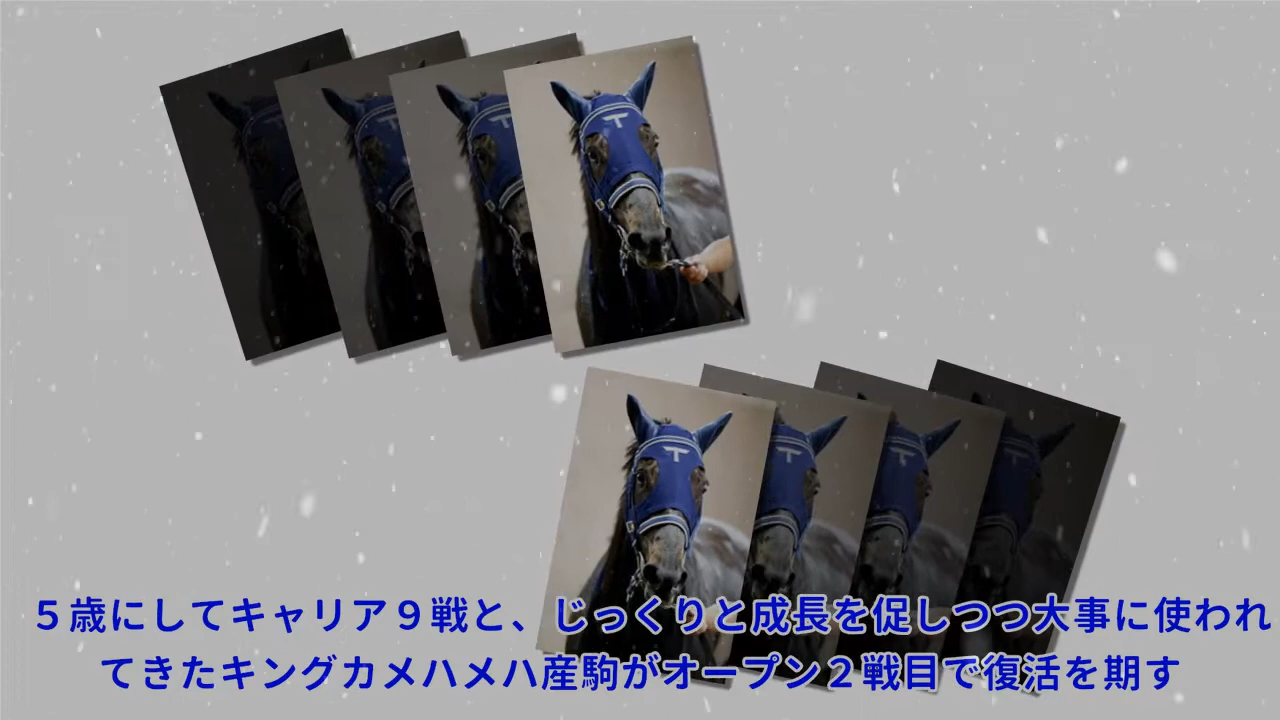 ５歳にしてキャリア９戦と、じっくりと成長を促しつつ大事に使われ
てきたキングカメハメハ産駒がオープン２戦目で復活を期す